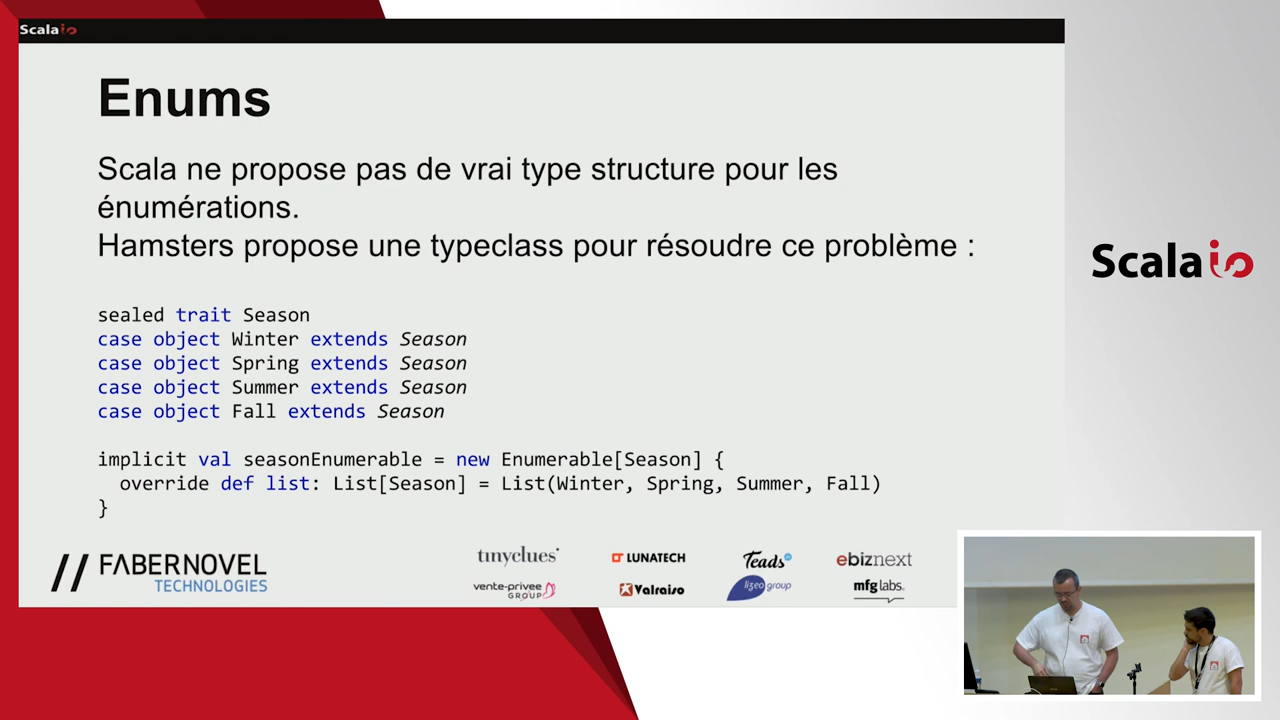 Scalaio
Enums
Scala ne propose pas de vrai type structure pour les
énumérations.
Hamsters propose une typeclass pour résoudre ce problème :
sealed trait Season
case object Winter extends Season
case object Spring extends Season
case object Summer extends Season
case object Fall extends Season
implicit val seasonEnumerable = new Enumerable[Season] {
override def list: List[Season] = List(Winter, Spring, Summer, Fall)
}
// FABERNOVEL
TECHNOLOGIES
tinyclues
LUNATECH
Teads
ebiznext
vente-privee
GROUP
Valraiso
lizeo group
mfg labs.
Scalaio